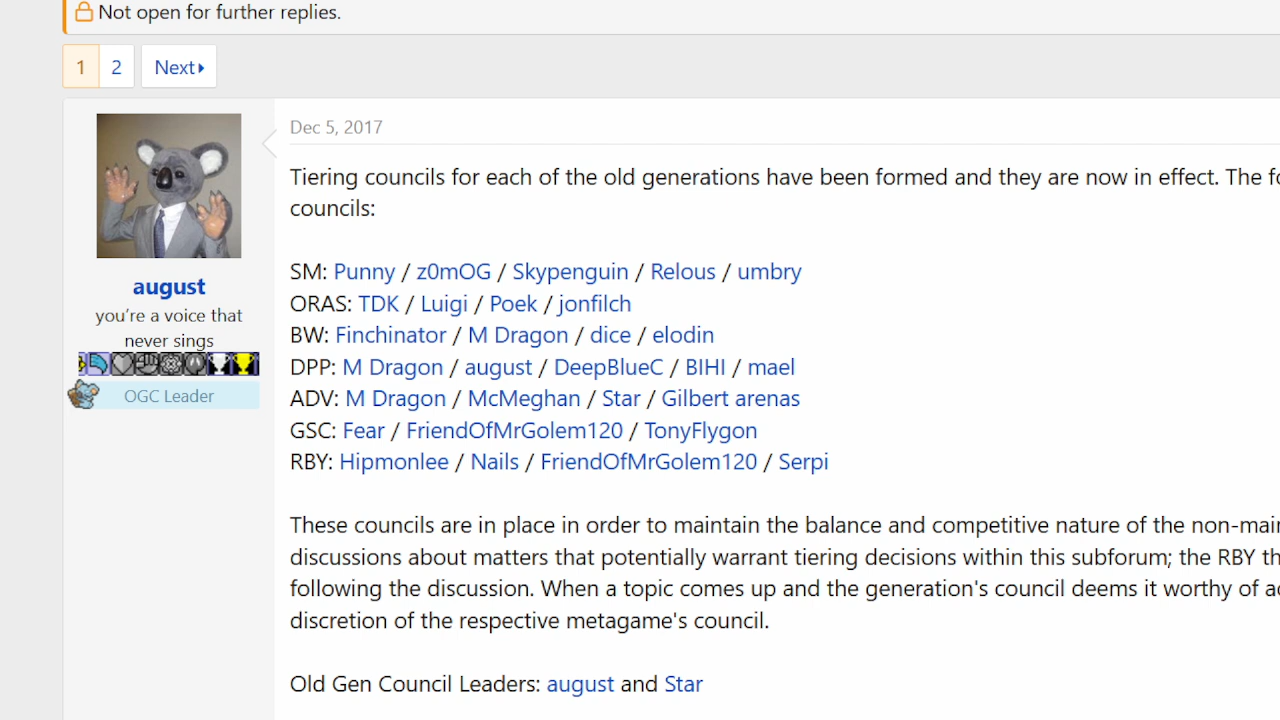 Not open for further replies.
1 2 Next
august
you're a voice that
never sings
OGC Leader
Dec 5, 2017
Tiering councils for each of the old generations have been formed and they are now in effect. The
councils:
SM: Punny / z0mOG / Skypenguin / Relous / umbry
ORAS: TDK / Luigi / Poek / jonfilch
BW: Finchinator / M Dragon / dice / elodin
DPP: M Dragon / august / DeepBlueC / BIHI / mael
ADV: M Dragon / McMeghan / Star / Gilbert arenas
GSC: Fear / FriendOfMrGolem120 / TonyFlygon
RBY: Hipmonlee / Nails / FriendOfMrGolem120 / Serpi
These councils are in place in order to maintain the balance and competitive nature of the
discussions about matters that potentially warrant tiering decisions within this subforum; the RBY
following the discussion. When a topic comes up and the generation's council deems it worthy of
discretion of the respective metagame's council.
Old Gen Council Leaders: august and Star